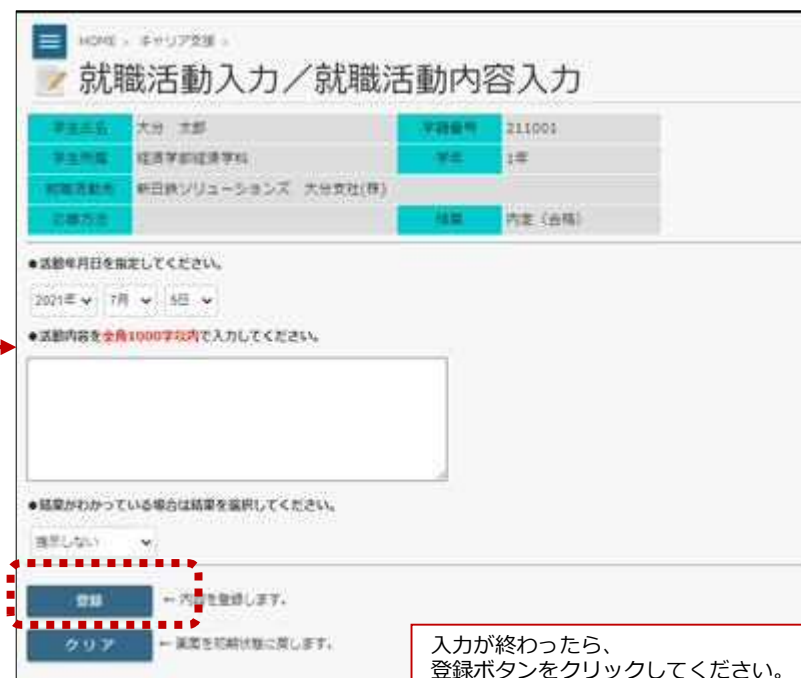 HOME > キャリア支援 >
就職活動入力／就職活動内容入力
学生氏名 大分 太郎 学籍番号 211001
学生所属 経済学部経済学科 学年 1年
就職活動先 新日鉄ソリューションズ 大分支社(株)
応募方法 結果 内定（合格）
●活動年月日を指定してください。
2021年 7月 5日
●活動内容を全角1000字以内で入力してください。
●結果がわかっている場合は結果を選択してください。
指示しない
登録 ← 内容を登録します。
クリア ← 画面を初期状態に戻します。
入力が終わったら、
登録ボタンをクリックしてください。